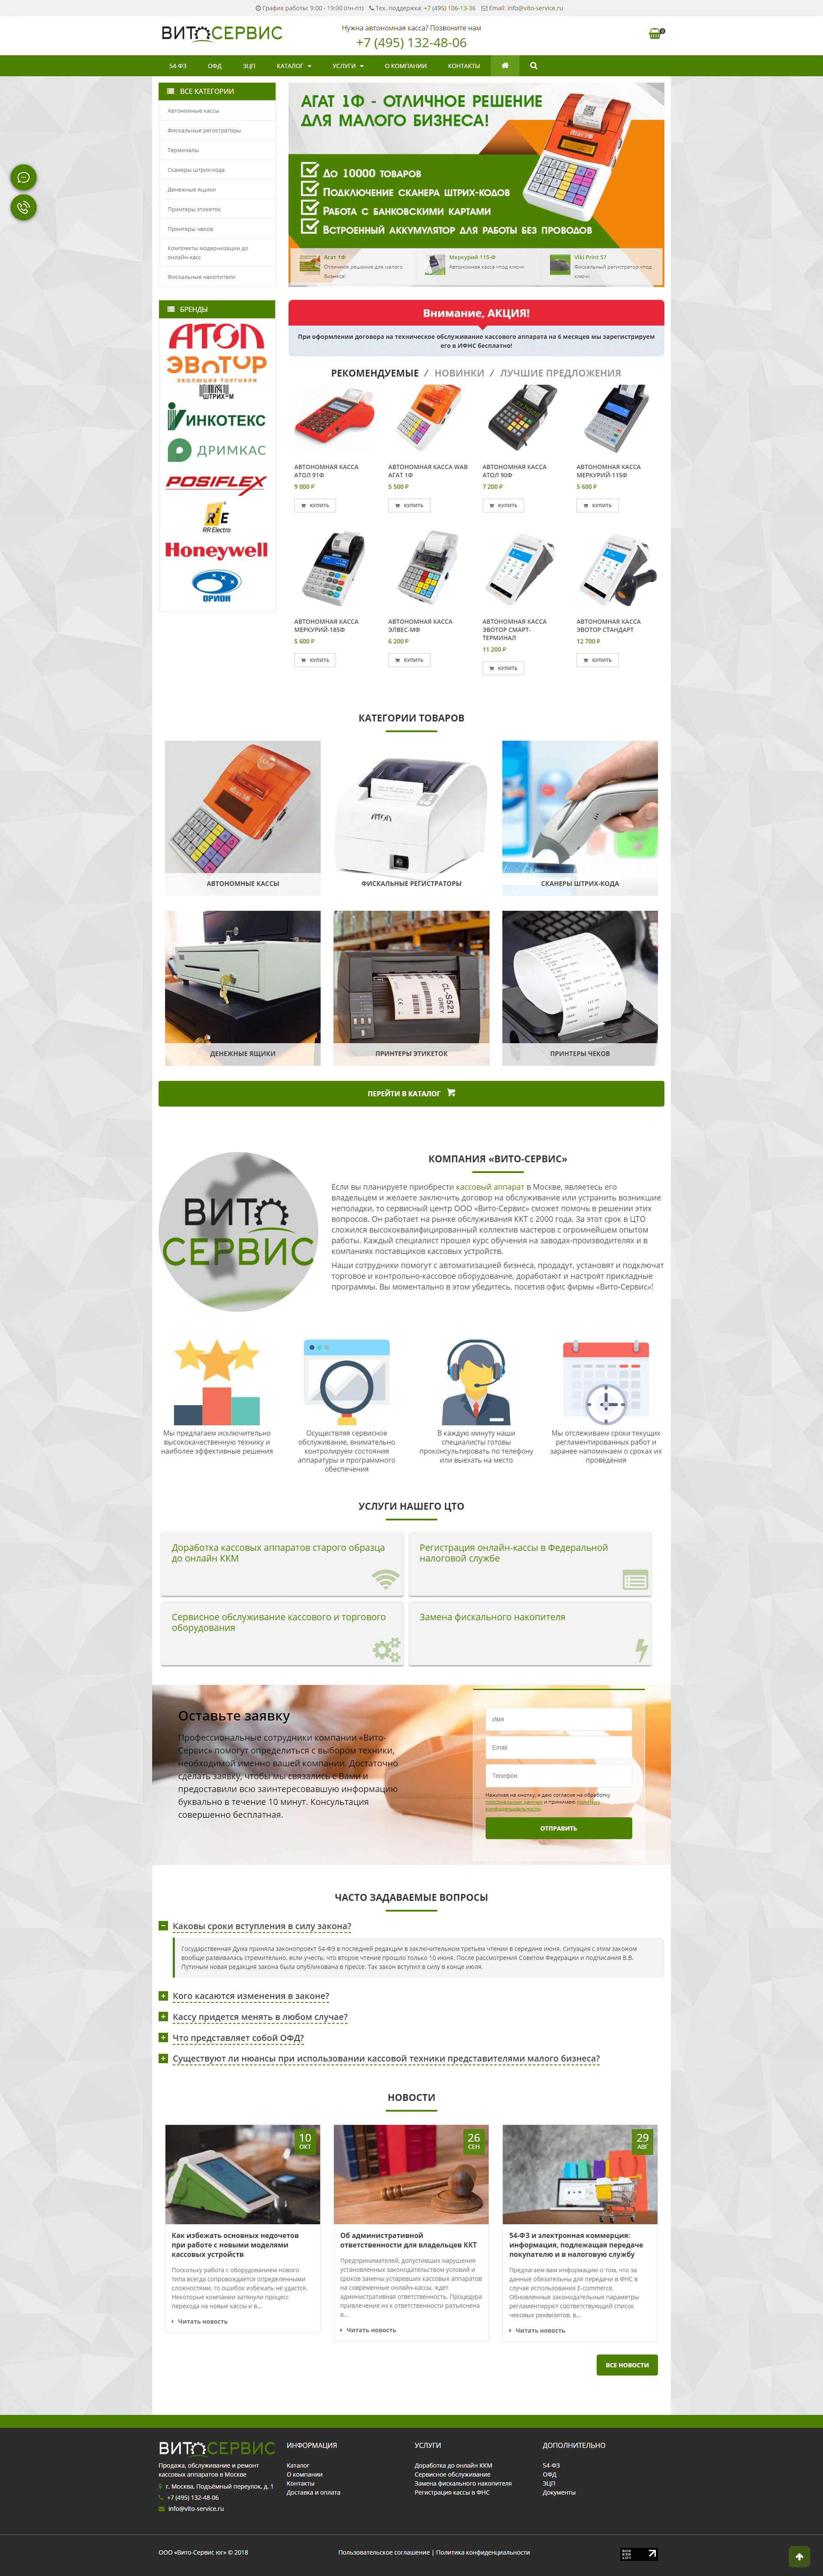 График работы: 9:00 - 19:00 (пн-пт) Тех. поддержка: +7 (495) 106-13-36 Email: info@vito-service.ru
ВИТОСЕРВИС
Нужна автономная касса? Позвоните нам
+7 (495) 132-48-06
0
54-ФЗ ОФД ЭЦП КАТАЛОГ УСЛУГИ О КОМПАНИИ КОНТАКТЫ
ВСЕ КАТЕГОРИИ
Автономные кассы
Фискальные регистраторы
Терминалы
Сканеры штрих-кода
Денежные ящики
Принтеры этикеток
Принтеры чеков
Комплекты модернизации до
онлайн-касс
Фискальные накопители
АГАТ 1Ф - ОТЛИЧНОЕ РЕШЕНИЕ
ДЛЯ МАЛОГО БИЗНЕСА!
До 10000 товаров
Подключение сканера штрих-кодов
Работа с банковскими картами
Встроенный аккумулятор для мобильности
Агат 1Ф
Отличное решение для малого
бизнеса!
Меркурий 115-Ф
Автономная касса «под ключ»
Viki Print 57
Фискальный регистратор «под
ключ»
БРЕНДЫ
АТОЛ
ЭВОТОР
ЭВОЛЮЦИЯ ТОРГОВЛИ
ШТРИХ-М
ИНКОТЕКС
ДРИМКАС
POSIFLEX
RR Electro
Honeywell
ОРИОН
Внимание, АКЦИЯ!
При оформлении договора на техническое обслуживание кассового аппарата на 6 месяцев мы зарегистрируем
его в ИФНС бесплатно!
РЕКОМЕНДУЕМЫЕ / НОВИНКИ / ЛУЧШИЕ ПРЕДЛОЖЕНИЯ
АВТОНОМНАЯ КАССА
АТОЛ 91Ф
9 000 ₽
КУПИТЬ
АВТОНОМНАЯ КАССА WAB
АГАТ 1Ф
5 500 ₽
КУПИТЬ
АВТОНОМНАЯ КАССА
АТОЛ 90Ф
7 200 ₽
КУПИТЬ
АВТОНОМНАЯ КАССА
МЕРКУРИЙ-115Ф
5 600 ₽
КУПИТЬ
АВТОНОМНАЯ КАССА
МЕРКУРИЙ-185Ф
5 600 ₽
КУПИТЬ
АВТОНОМНАЯ КАССА
ЭЛВЕС-МФ
6 200 ₽
КУПИТЬ
АВТОНОМНАЯ КАССА
ЭВОТОР СМАРТ-
ТЕРМИНАЛ
11 200 ₽
КУПИТЬ
АВТОНОМНАЯ КАССА
ЭВОТОР СТАНДАРТ
12 700 ₽
КУПИТЬ
КАТЕГОРИИ ТОВАРОВ
АТОЛ
АВТОНОМНЫЕ КАССЫ
ФИСКАЛЬНЫЕ РЕГИСТРАТОРЫ
СКАНЕРЫ ШТРИХ-КОДА
CL-S521
GREY
ДЕНЕЖНЫЕ ЯЩИКИ
ПРИНТЕРЫ ЭТИКЕТОК
ПРИНТЕРЫ ЧЕКОВ
ПЕРЕЙТИ В КАТАЛОГ
ВИТО
СЕРВИС
КОМПАНИЯ «ВИТО-СЕРВИС»
Если вы планируете приобрести кассовый аппарат в Москве, являетесь его
владельцем и желаете заключить договор на обслуживание или устранить возникшие
неполадки, то сервисный центр ООО «Вито-Сервис» сможет помочь в решении этих
вопросов. Он работает на рынке обслуживания ККТ с 2000 года. За этот срок в ЦТО
сложился высококвалифицированный коллектив мастеров с огромнейшим опытом
работы. Каждый специалист прошел курс обучения на заводах-производителях и в
компаниях поставщиков кассовых устройств.
Наши сотрудники помогут с автоматизацией бизнеса, продадут, установят и подключат
торговое и контрольно-кассовое оборудование, доработают и настроят прикладные
программы. Вы моментально в этом убедитесь, посетив офис фирмы «Вито-Сервис»!
Мы предлагаем исключительно
высококачественную технику и
наиболее эффективные решения
Осуществляя сервисное
обслуживание, внимательно
контролируем состояния
аппаратуры и программного
обеспечения
В каждую минуту наши
специалисты готовы
проконсультировать по телефону
или выехать на место
Мы отслеживаем сроки текущих
регламентированных работ и
заранее напоминаем о сроках их
проведения
УСЛУГИ НАШЕГО ЦТО
Доработка кассовых аппаратов старого образца
до онлайн ККМ
Регистрация онлайн-кассы в Федеральной
налоговой службе
Сервисное обслуживание кассового и торгового
оборудования
Замена фискального накопителя
Оставьте заявку
Профессиональные сотрудники компании «Вито-
Сервис» помогут определиться с выбором техники,
необходимой именно вашей компании. Достаточно
сделать заявку, чтобы мы связались с Вами и
предоставили всю заинтересовавшую информацию
буквально в течение 10 минут. Консультация
совершенно бесплатная.
Имя
Email
Телефон
Нажимая на кнопку, я даю согласие на обработку
персональных данных и принимаю политику
конфиденциальности.
ОТПРАВИТЬ
ЧАСТО ЗАДАВАЕМЫЕ ВОПРОСЫ
Каковы сроки вступления в силу закона?
Государственная Дума приняла законопроект 54-ФЗ в последней редакции в заключительном третьем чтении в середине июня. Ситуация с этим законом
вообще развивалась стремительно, если учесть, что второе чтение прошло только 10 июня. После рассмотрения Советом Федерации и подписания В.В.
Путиным новая редакция закона была опубликована в прессе. Так закон вступил в силу в конце июля.
Кого касаются изменения в законе?
Кассу придется менять в любом случае?
Что представляет собой ОФД?
Существуют ли нюансы при использовании кассовой техники представителями малого бизнеса?
НОВОСТИ
10
ОКТ
Как избежать основных недочетов
при работе с новыми моделями
кассовых устройств
Поскольку работа с оборудованием нового
типа всегда сопровождается определенными
сложностями, то ошибок избежать не удастся.
Некоторые компании затянули процесс
перехода на новые кассы и в...
Читать новость
26
СЕН
Об административной
ответственности для владельцев ККТ
Предпринимателей, допустивших нарушения
установленных законодательством условий и
сроков замены устаревших кассовых аппаратов
на современные онлайн-кассы, ждет
административная ответственность. Процедура
привлечения их к ответственности разъяснена
в...
Читать новость
29
АВГ
54-ФЗ и электронная коммерция:
информация, подлежащая передаче
покупателю и в налоговую службу
Предлагаем вам информацию о том, что за
данные обязательны для передачи в ФНС в
случае использования E-commerce.
Обновленные законодательные параметры
регламентируют соответствующий список
чековых реквизитов, в...
Читать новость
ВСЕ НОВОСТИ
ВИТОСЕРВИС
Продажа, обслуживание и ремонт
кассовых аппаратов в Москве
г. Москва, Подъёмный переулок, д. 1
+7 (495) 132-48-06
info@vito-service.ru
ИНФОРМАЦИЯ
Каталог
О компании
Контакты
Доставка и оплата
УСЛУГИ
Доработка до онлайн ККМ
Сервисное обслуживание
Замена фискального накопителя
Регистрация кассы в ФНС
ДОПОЛНИТЕЛЬНО
54-ФЗ
ОФД
ЭЦП
Документы
ООО «Вито-Сервис юг» © 2018
Пользовательское соглашение | Политика конфиденциальности